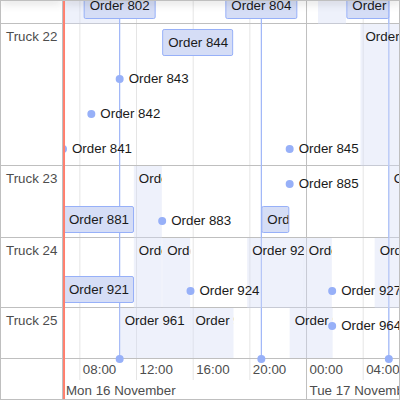 Order 802
Order 804
Order
Truck 22
Order
Order 844
Order 843
Order 842
Order 841
Order 845
Truck 23
Ord
Order 885
Order 881
Order 883
Ord
Truck 24
Ord
Ord
Order 92
Ord
Ord
Order 921
Order 924
Order 927
Truck 25
Order 961
Order
Order
Order 964
08:00
12:00
16:00
20:00
00:00
04:00
Mon 16 November
Tue 17 Novem